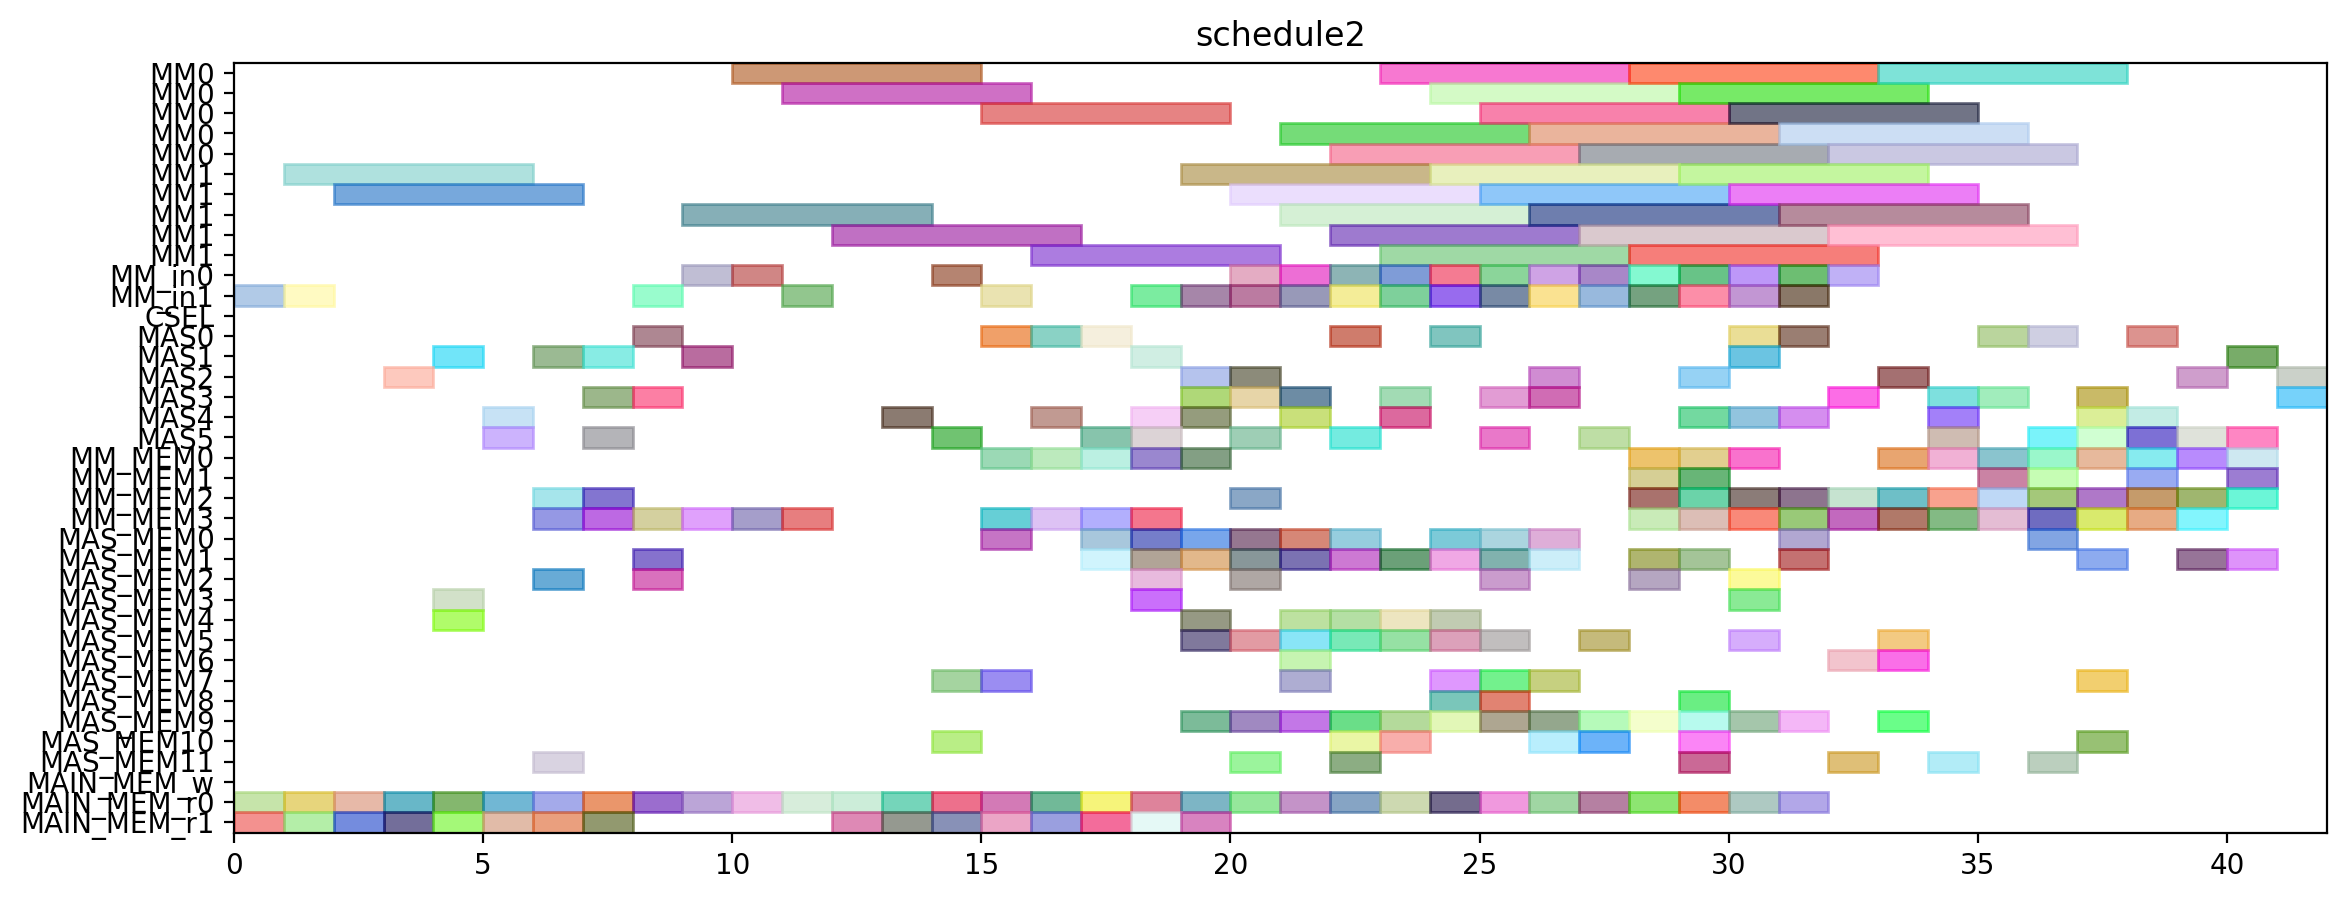 schedule2
MM0
MM0
MM0
MM0
MM0
MM1
MM1
MM1
MM1
MM1
MM_in0
MM_in1
CSEL
MAS0
MAS1
MAS2
MAS3
MAS4
MAS5
MM_MEM0
MM_MEM1
MM_MEM2
MM_MEM3
MAS_MEM0
MAS_MEM1
MAS_MEM2
MAS_MEM3
MAS_MEM4
MAS_MEM5
MAS_MEM6
MAS_MEM7
MAS_MEM8
MAS_MEM9
MAS_MEM10
MAS_MEM11
MAIN_MEM_w
MAIN_MEM_r0
MAIN_MEM_r1
0 5 10 15 20 25 30 35 40